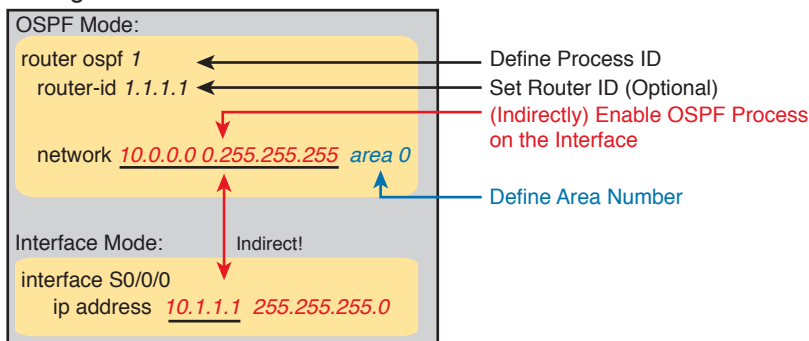 OSPF Mode:
router ospf 1
Define Process ID
router-id 1.1.1.1
Set Router ID (Optional)
(Indirectly) Enable OSPF Process
on the Interface
network 10.0.0.0 0.255.255.255 area 0
Define Area Number
Interface Mode:
Indirect!
interface S0/0/0
ip address 10.1.1.1 255.255.255.0